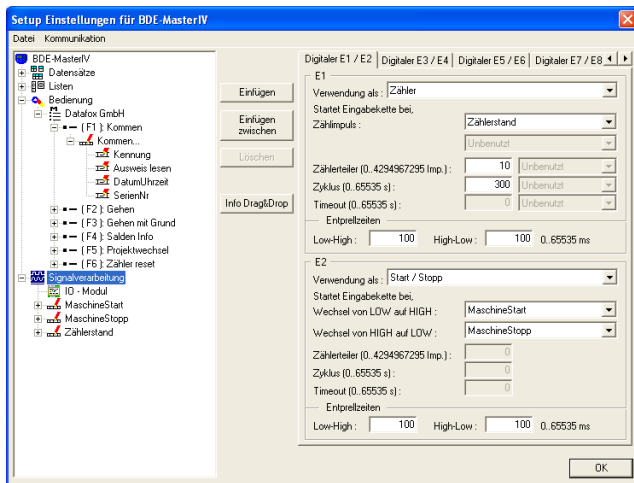 Setup Einstellungen für BDE-MasterIV
Datei Kommunikation
BDE-MasterIV
Datensätze
Listen
Bedienung
Datafox GmbH
( F1 ): Kommen
Kommen...
Kennung
Ausweis lesen
DatumUhrzeit
SerienNr
( F2 ): Gehen
( F3 ): Gehen mit Grund
( F4 ): Salden Info
( F5 ): Projektwechsel
( F6 ): Zähler reset
Signalverarbeitung
IO - Modul
MaschineStart
MaschineStopp
Zählerstand
Einfügen
Einfügen
zwischen
Löschen
Info Drag&Drop
Digitaler E1 / E2 Digitaler E3 / E4 Digitaler E5 / E6 Digitaler E7 / E8
E1
Verwendung als : Zähler
Startet Eingabekette bei,
Zählimpuls : Zählerstand
Unbenutzt
Zählerteiler (0..4294967295 Imp.) : 10 Unbenutzt
Zyklus (0..65535 s) : 300 Unbenutzt
Timeout (0..65535 s) : 0 Unbenutzt
Entprellzeiten
Low-High : 100 High-Low : 100 0..65535 ms
E2
Verwendung als : Start / Stopp
Startet Eingabekette bei,
Wechsel von LOW auf HIGH : MaschineStart
Wechsel von HIGH auf LOW : MaschineStopp
Zählerteiler (0..4294967295 Imp.) : 0
Zyklus (0..65535 s) : 0
Timeout (0..65535 s) : 0
Entprellzeiten
Low-High : 100 High-Low : 100 0..65535 ms
OK